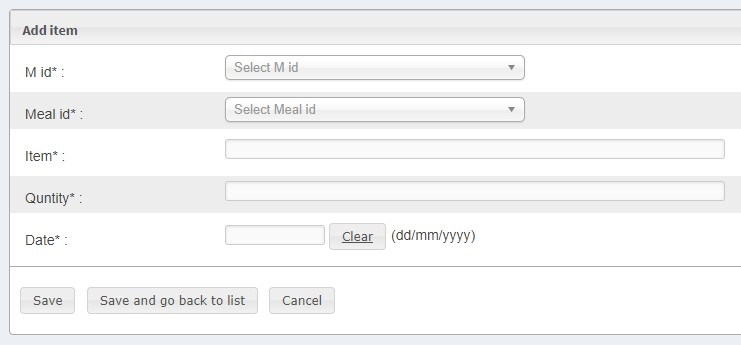 Add item
M id* : Select M id
Meal id* : Select Meal id
Item* :
Quntity* :
Date* : Clear (dd/mm/yyyy)
Save Save and go back to list Cancel